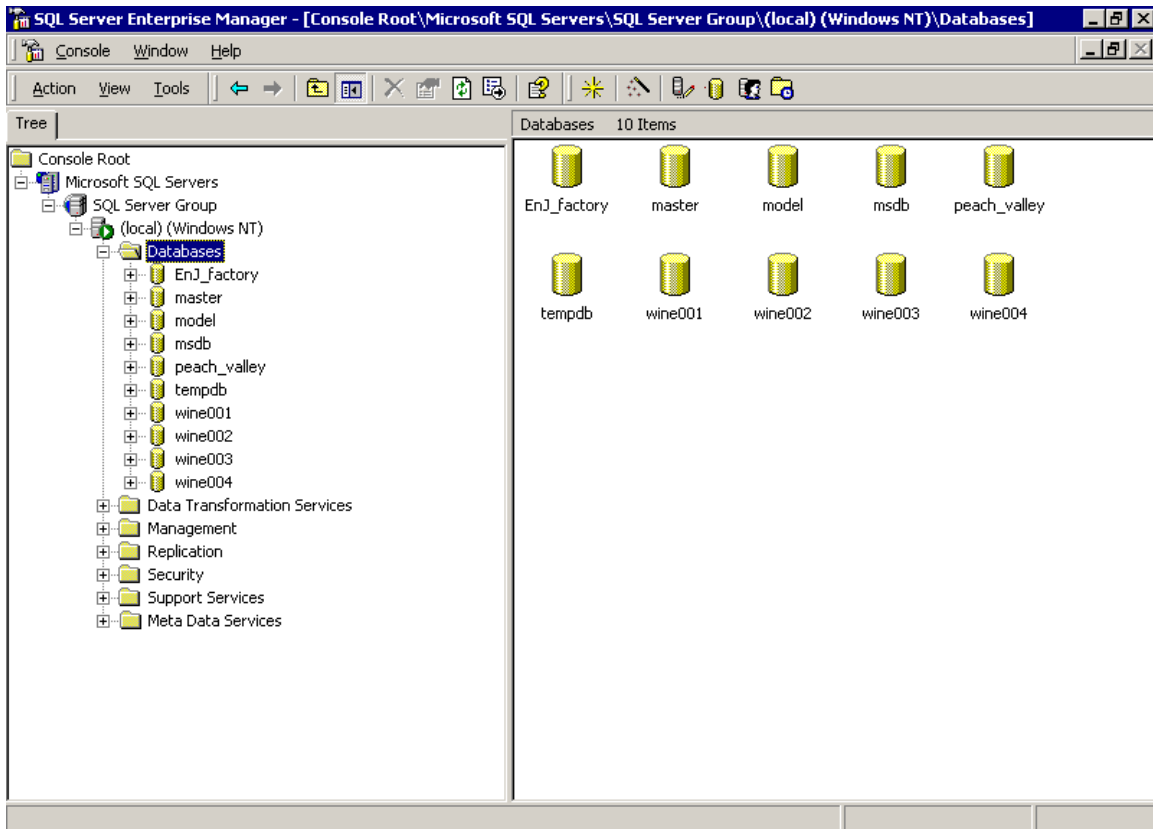 SQL Server Enterprise Manager - [Console Root\Microsoft SQL Servers\SQL Server Group\(local) (Windows NT)\Databases]
Console Window Help
Action View Tools
Tree
Databases 10 Items
Console Root
Microsoft SQL Servers
SQL Server Group
(local) (Windows NT)
Databases
EnJ_factory
master
model
msdb
peach_valley
tempdb
wine001
wine002
wine003
wine004
Data Transformation Services
Management
Replication
Security
Support Services
Meta Data Services
EnJ_factory master model msdb peach_valley
tempdb wine001 wine002 wine003 wine004